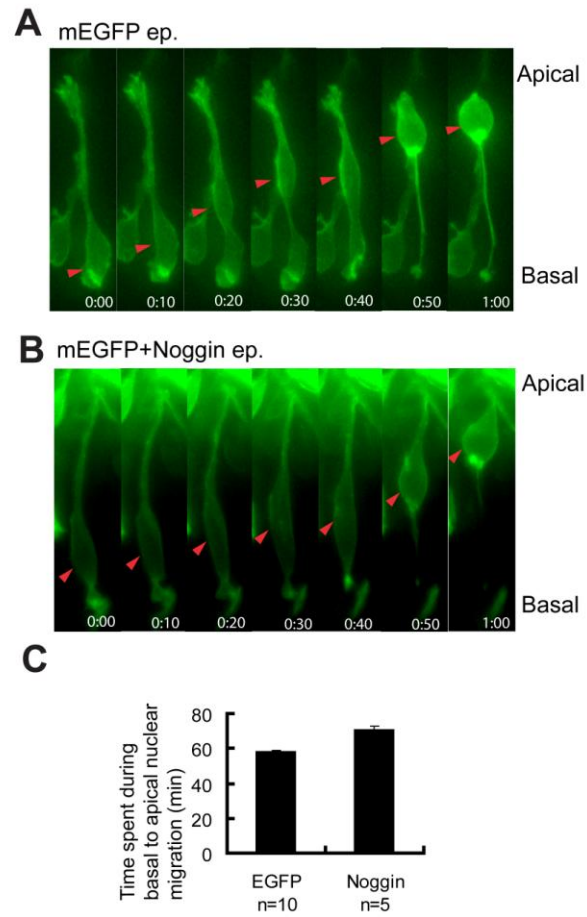 A
mEGFP ep.
Apical
Basal
0:00 0:10 0:20 0:30 0:40 0:50 1:00
B
mEGFP+Noggin ep.
Apical
Basal
0:00 0:10 0:20 0:30 0:40 0:50 1:00
C
Time spent during
basal to apical nuclear
migration (min)
80
60
40
20
0
EGFP Noggin
n=10 n=5